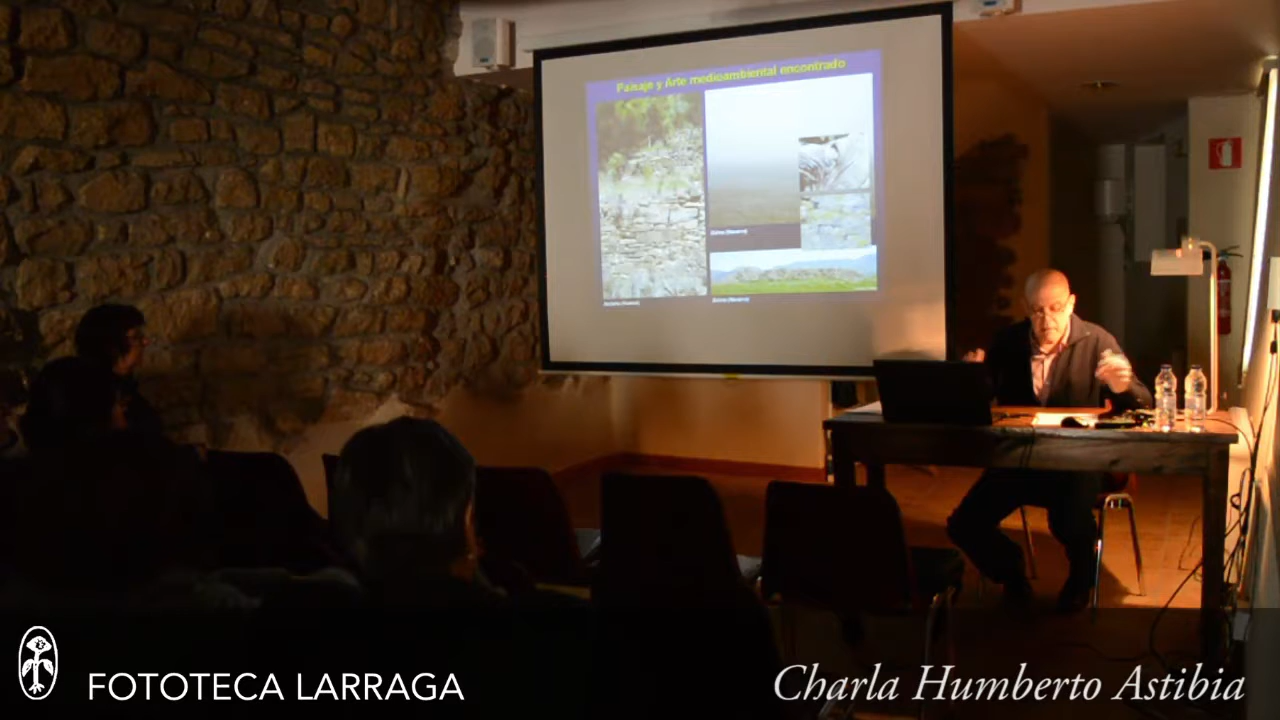 Paisaje y Arte medioambiental encontrado
FOTOTECA LARRAGA
Charla Humberto Astibia